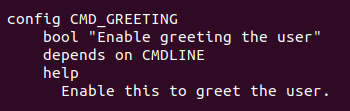 config CMD_GREETING
    bool "Enable greeting the user"
    depends on CMDLINE
    help
      Enable this to greet the user.